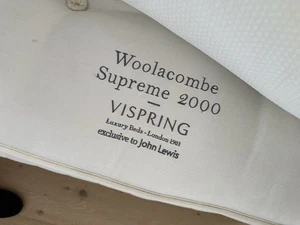 Woolacombe
Supreme 2000
VISPRING
Luxury Beds - London 1901
exclusive to John Lewis